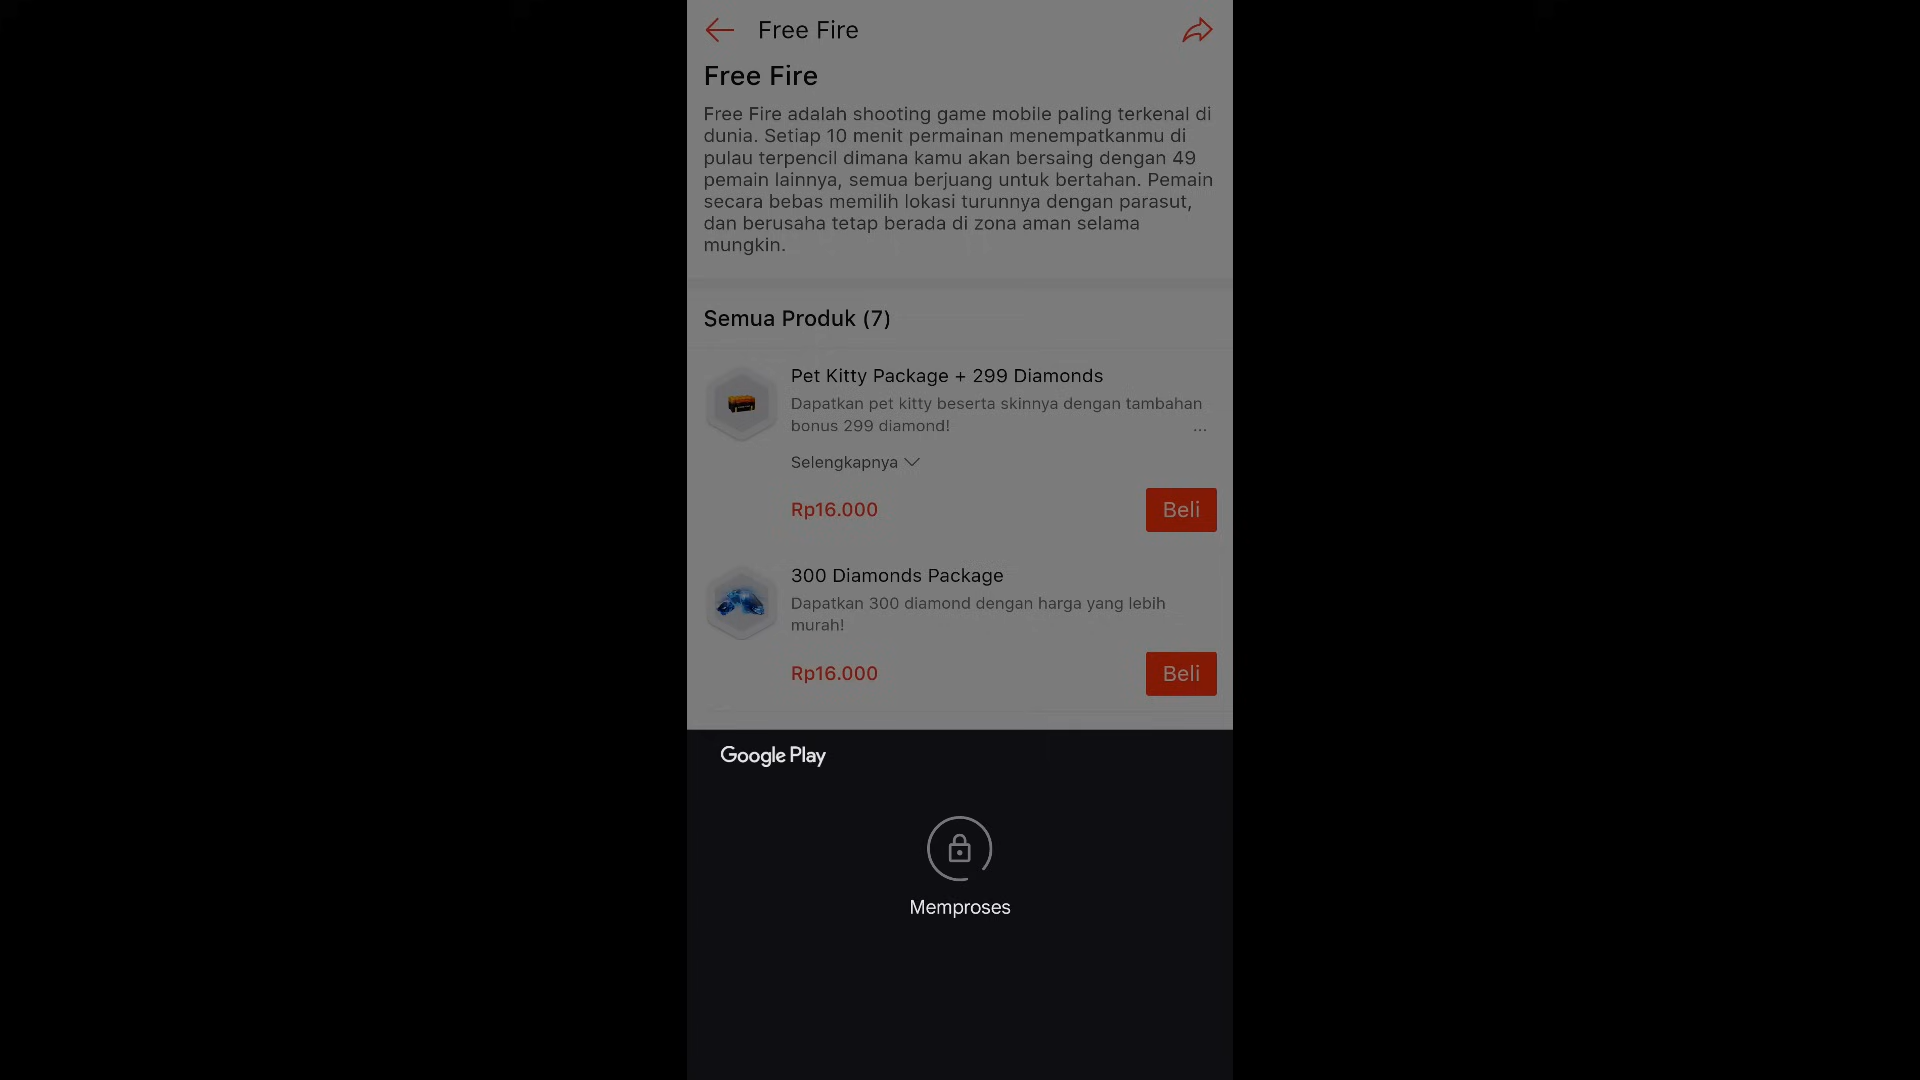 Free Fire
Free Fire
Free Fire adalah shooting game mobile paling terkenal di
dunia. Setiap 10 menit permainan menempatkanmu di
pulau terpencil dimana kamu akan bersaing dengan 49
pemain lainnya, semua berjuang untuk bertahan. Pemain
secara bebas memilih lokasi turunnya dengan parasut,
dan berusaha tetap berada di zona aman selama
mungkin.
Semua Produk (7)
Pet Kitty Package + 299 Diamonds
Dapatkan pet kitty beserta skinnya dengan tambahan
bonus 299 diamond! ...
Selengkapnya
Rp16.000 Beli
300 Diamonds Package
Dapatkan 300 diamond dengan harga yang lebih
murah!
Rp16.000 Beli
Google Play
Memproses